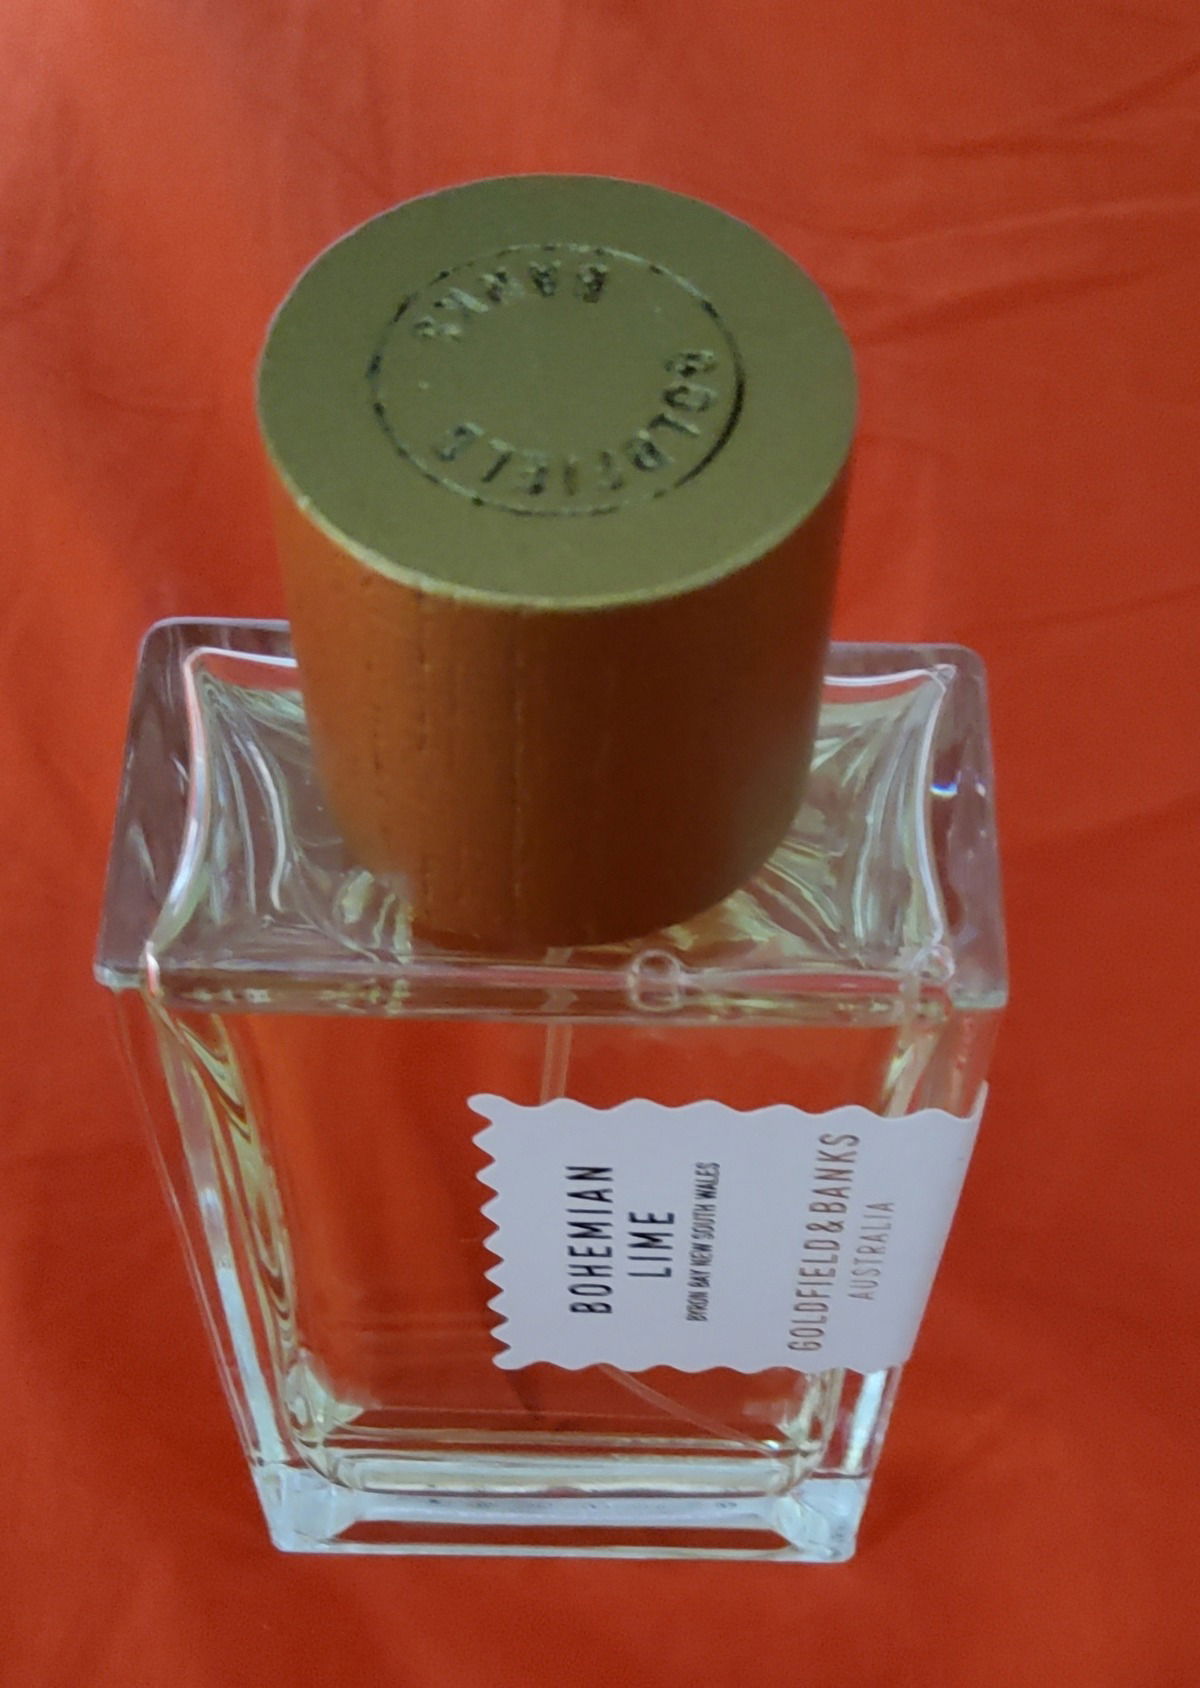 GOLDFIELD
BANKS
BOHEMIAN
LIME
BYRON BAY NEW SOUTH WALES
GOLDFIELD & BANKS
AUSTRALIA